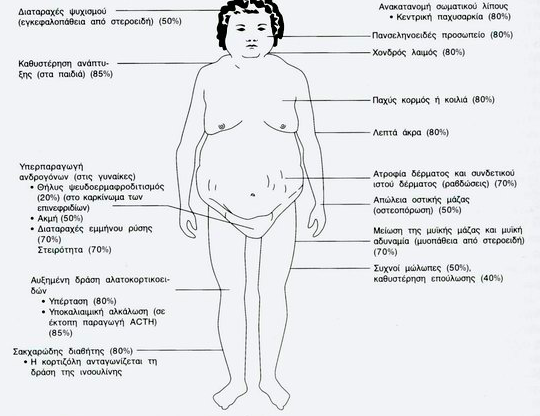 Διαταραχές ψυχισμού
(εγκεφαλοπάθεια από στεροειδή) (50%)
Καθυστέρηση ανάπτυ-
ξης (στα παιδιά) (85%)
Υπερπαραγωγή
ανδρογόνων (στις γυναίκες)
• Θήλυς ψευδοερμαφροδιτισμός
(20%) (στο καρκίνωμα των
επινεφριδίων)
• Ακμή (50%)
• Διαταραχές εμμήνου ρύσης
(70%)
Στειρότητα (70%)
Αυξημένη δράση αλατοκορτικοει-
δών
• Υπέρταση (80%)
• Υποκαλιαιμική αλκάλωση (σε
έκτοπη παραγωγή ACTH)
(85%)
Σακχαρώδης διαβήτης (80%)
• Η κορτιζόλη ανταγωνίζεται τη
δράση της ινσουλίνης
Ανακατανομή σωματικού λίπους
• Κεντρική παχυσαρκία (80%)
Πανσεληνοειδές προσωπείο (80%)
Χονδρός λαιμός (80%)
Παχύς κορμός ή κοιλιά (80%)
Λεπτά άκρα (80%)
Ατροφία δέρματος και συνδετικού
ιστού δέρματος (ραβδώσεις) (70%)
Απώλεια οστικής μάζας
(οστεοπόρωση) (50%)
Μείωση της μυϊκής μάζας και μυϊκή
αδυναμία (μυοπάθεια από στεροειδή)
(70%)
Συχνοί μώλωπες (50%),
καθυστέρηση επούλωσης (40%)